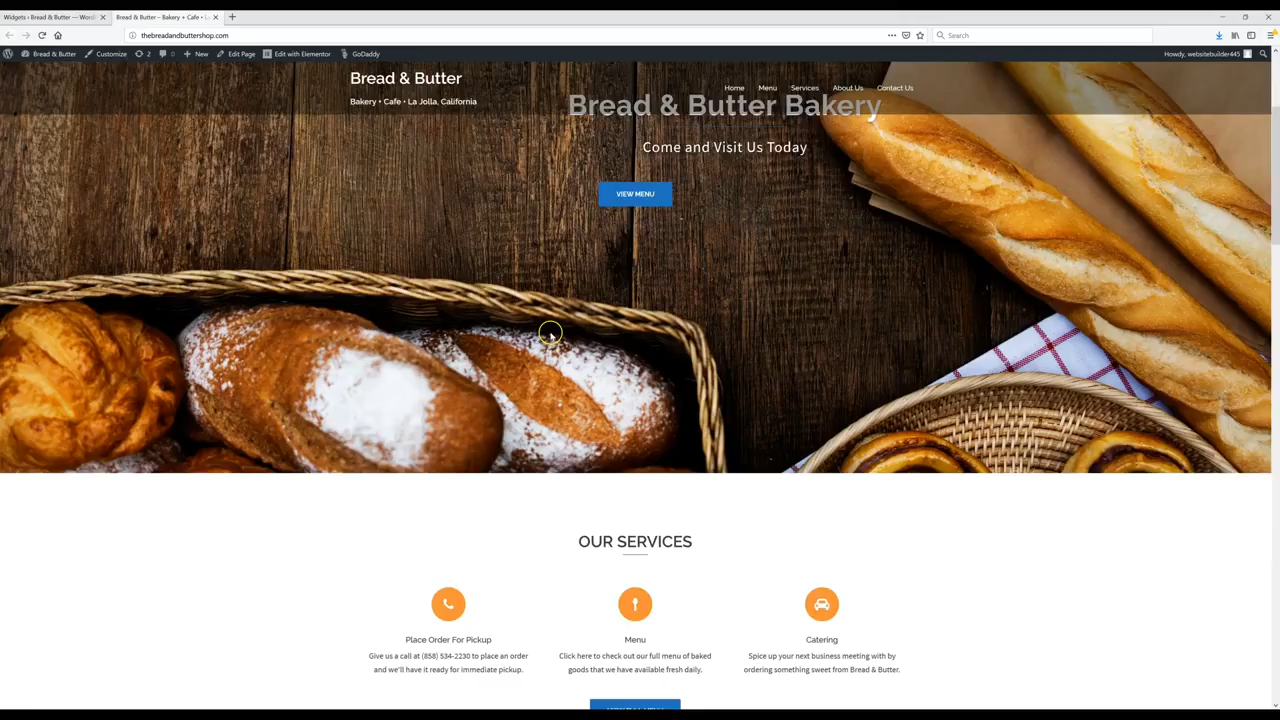 Widgets ‹ Bread & Butter — Word
Bread & Butter – Bakery + Cafe • L
thebreadandbuttershop.com
Search
Bread & Butter
Customize
2
0
New
Edit Page
Edit with Elementor
GoDaddy
Howdy, websitebuilder445
Bread & Butter
Bakery + Cafe • La Jolla, California
Home
Menu
Services
About Us
Contact Us
Bread & Butter Bakery
Come and Visit Us Today
VIEW MENU
OUR SERVICES
Place Order For Pickup
Give us a call at (858) 534-2230 to place an order
and we'll have it ready for immediate pickup.
Menu
Click here to check out our full menu of baked
goods that we have available fresh daily.
Catering
Spice up your next business meeting with by
ordering something sweet from Bread & Butter.